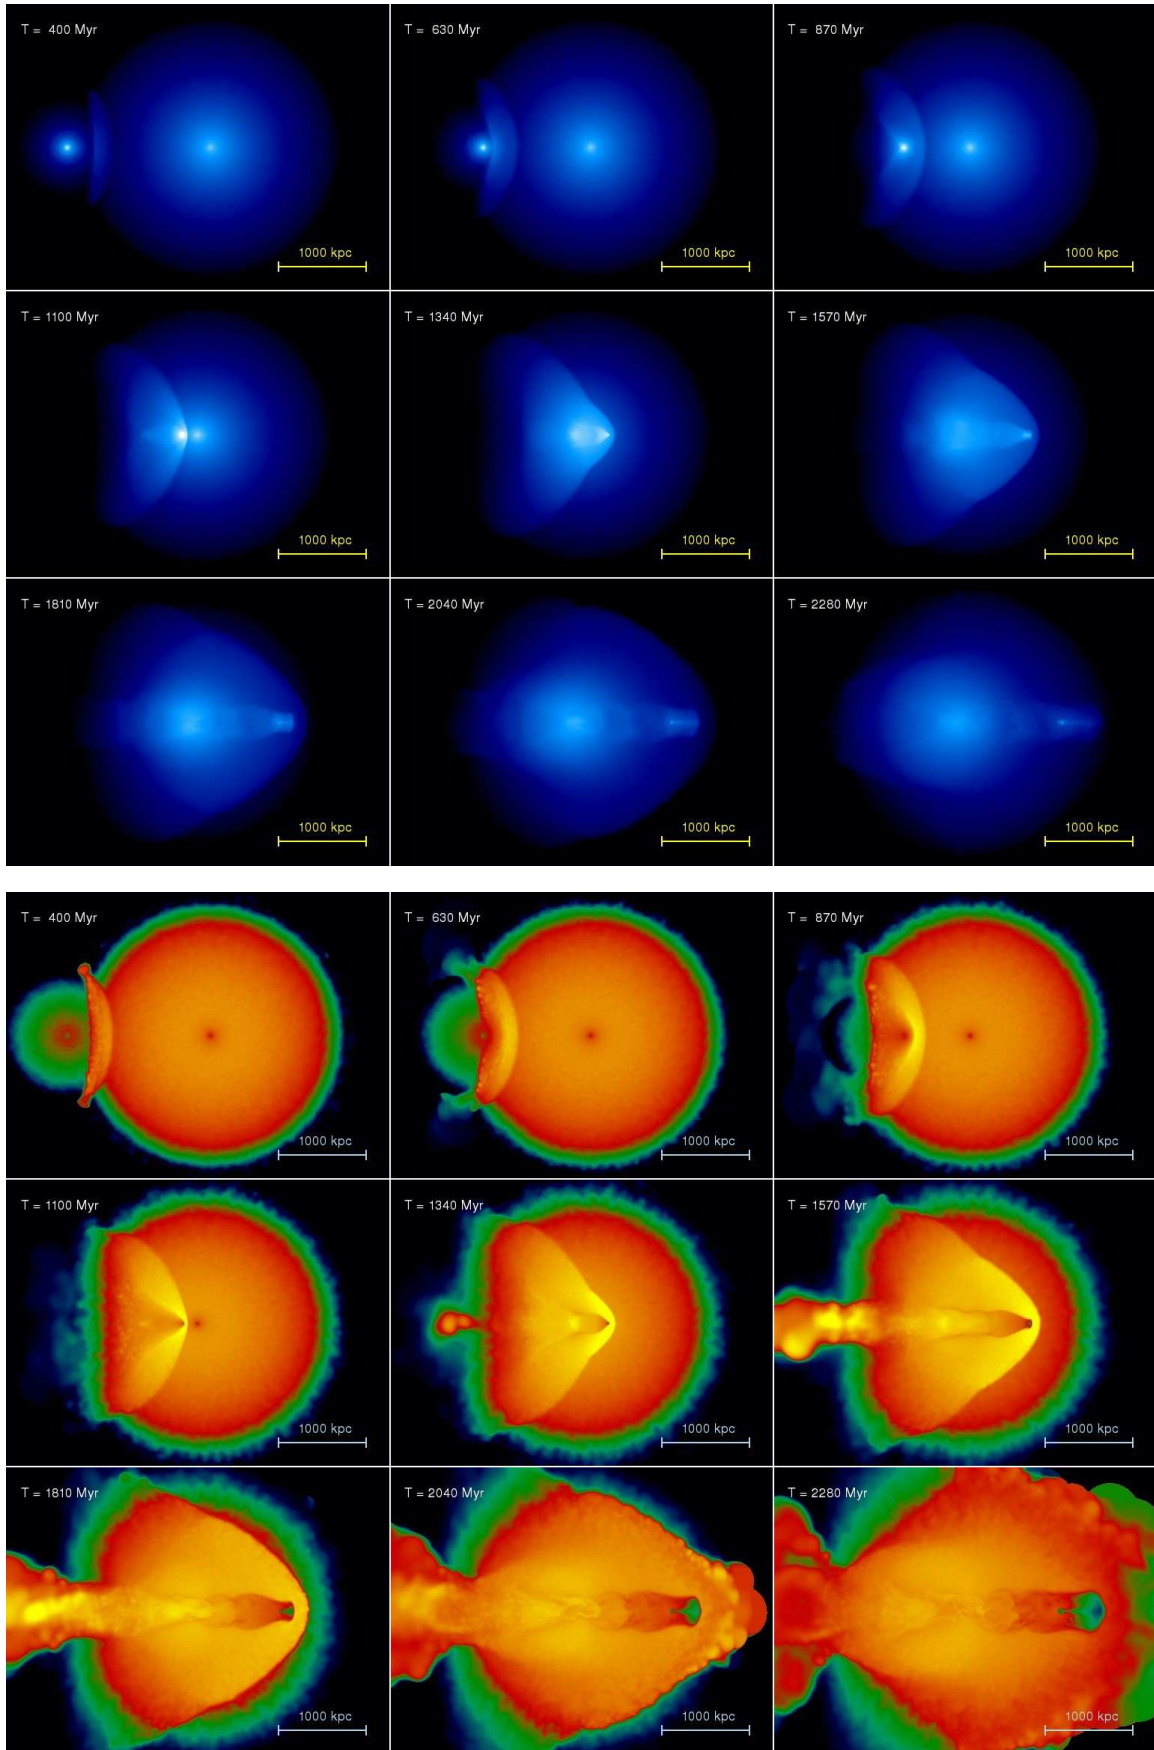 T = 400 Myr
T = 630 Myr
T = 870 Myr
1000 kpc
1000 kpc
1000 kpc
T = 1100 Myr
T = 1340 Myr
T = 1570 Myr
1000 kpc
1000 kpc
1000 kpc
T = 1810 Myr
T = 2040 Myr
T = 2280 Myr
1000 kpc
1000 kpc
1000 kpc
T = 400 Myr
T = 630 Myr
T = 870 Myr
1000 kpc
1000 kpc
1000 kpc
T = 1100 Myr
T = 1340 Myr
T = 1570 Myr
1000 kpc
1000 kpc
1000 kpc
T = 1810 Myr
T = 2040 Myr
T = 2280 Myr
1000 kpc
1000 kpc
1000 kpc